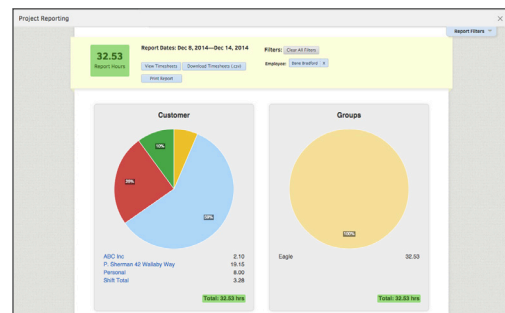 Project Reporting
Report Filters
32.53
Report Hours
Report Dates: Dec 8, 2014—Dec 14, 2014
View Timesheets
Download Timesheets (.csv)
Print Report
Filters: Clear All Filters
Employee: Dave Bradford X
Customer
10%
59%
ABC Inc 2.10
P. Sherman 42 Wallaby Way 19.15
Personal 8.00
Shift Total 3.28
Total: 32.53 hrs
Groups
100%
Eagle 32.53
Total: 32.53 hrs